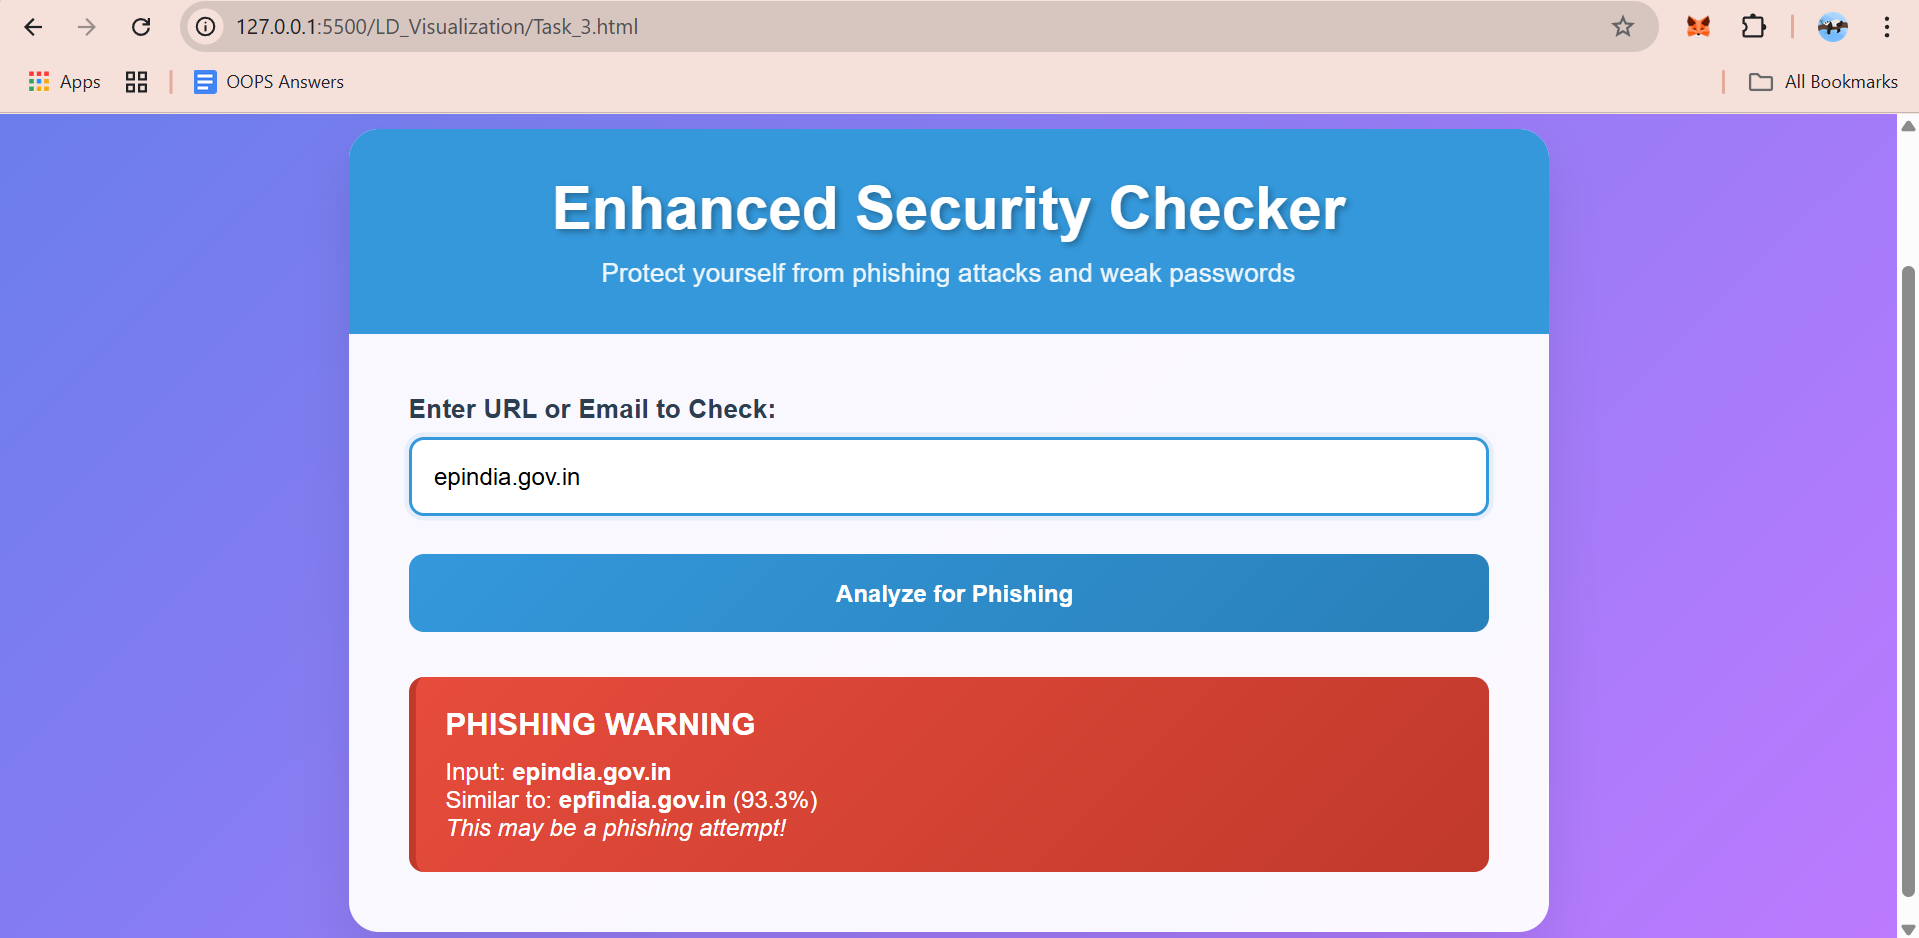 127.0.0.1:5500/LD_Visualization/Task_3.html
Apps
OOPS Answers
All Bookmarks
Enhanced Security Checker
Protect yourself from phishing attacks and weak passwords
Enter URL or Email to Check:
epindia.gov.in
Analyze for Phishing
PHISHING WARNING
Input: epindia.gov.in
Similar to: epfindia.gov.in (93.3%)
This may be a phishing attempt!